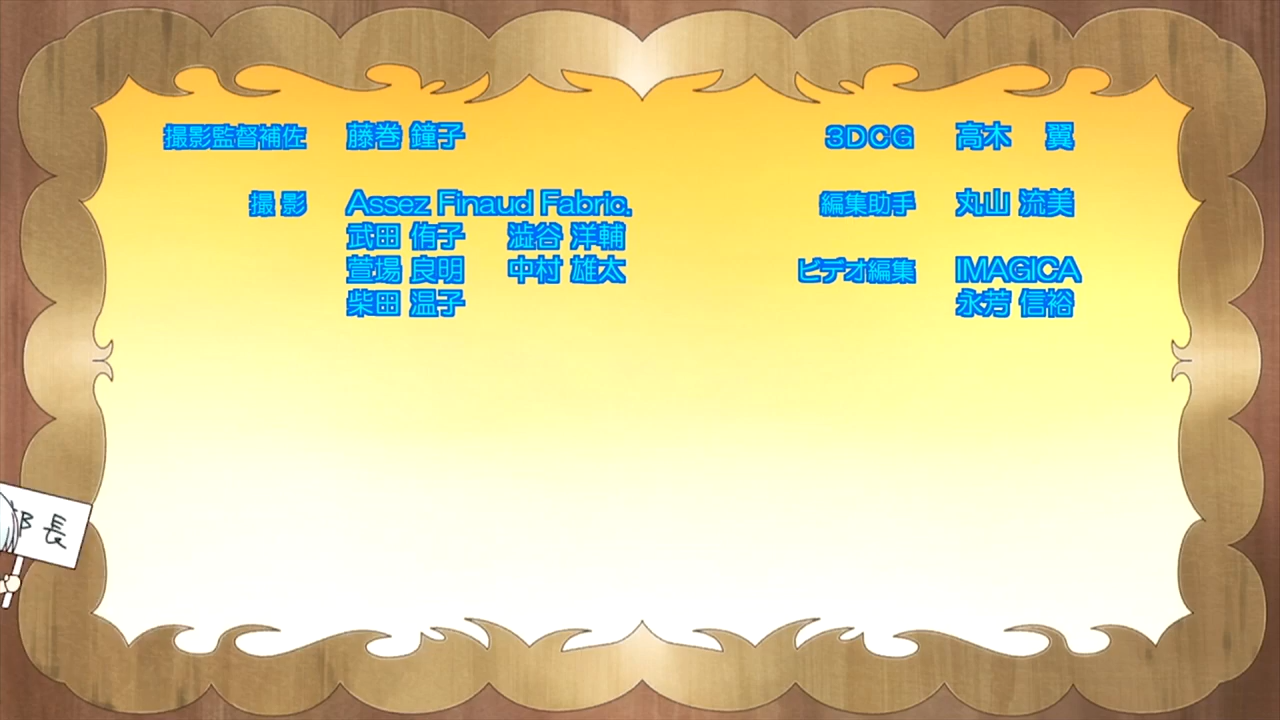 撮影監督補佐 藤巻 鐘子
撮 影 Assez Finaud Fabric.
武田 侑子 澁谷 洋輔
萱場 良明 中村 雄太
柴田 温子
3DCG 高木 翼
編集助手 丸山 流美
ビデオ編集 IMAGICA
永芳 信裕
長